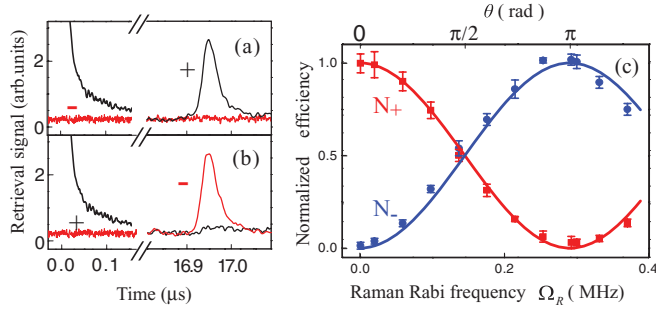 Retrieval signal (arb.units)
2
0
(a)
+
-
2
0
(b)
-
+
0.0 0.1 16.9 17.0
Time (μs)
θ ( rad )
0 π/2 π
(c)
Normalized efficiency
1.0
0.5
0.0
N+
N-
0.0 0.2 0.4
Raman Rabi frequency Ω_R ( MHz )